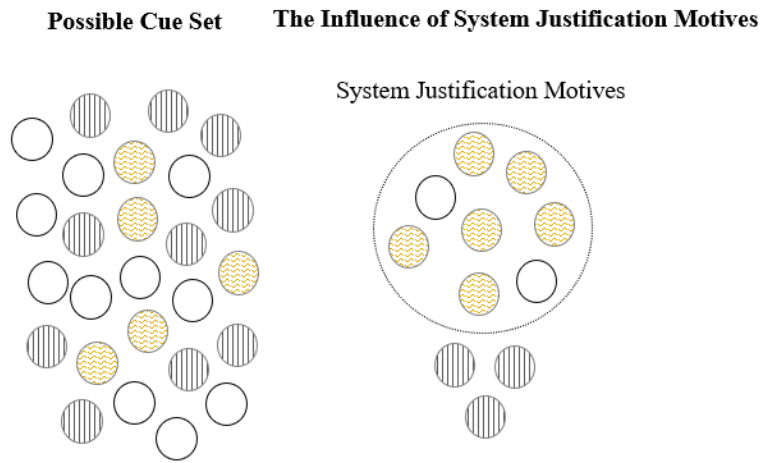 Possible Cue Set
The Influence of System Justification Motives
System Justification Motives